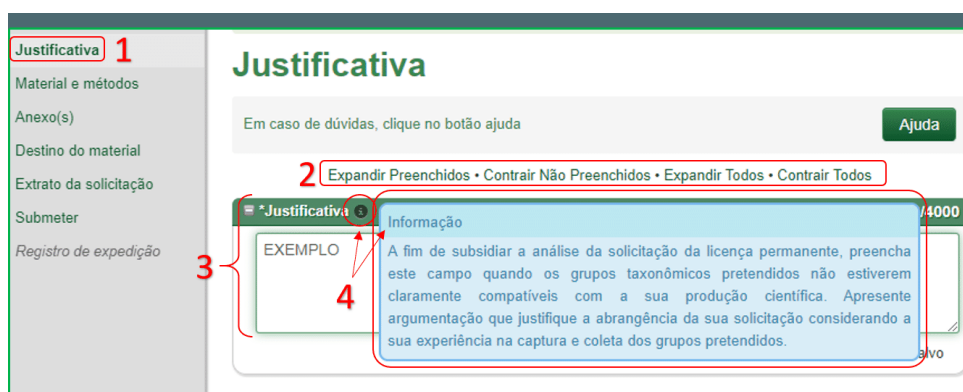 Justificativa 1
Material e métodos
Anexo(s)
Destino do material
Extrato da solicitação
Submeter
Registro de expedição
Justificativa
Em caso de dúvidas, clique no botão ajuda
Ajuda
2 Expandir Preenchidos • Contrair Não Preenchidos • Expandir Todos • Contrair Todos
*Justificativa
/4000
3
EXEMPLO
4
Informação
A fim de subsidiar a análise da solicitação da licença permanente, preencha
este campo quando os grupos taxonômicos pretendidos não estiverem
claramente compatíveis com a sua produção científica. Apresente
argumentação que justifique a abrangência da sua solicitação considerando a
sua experiência na captura e coleta dos grupos pretendidos.